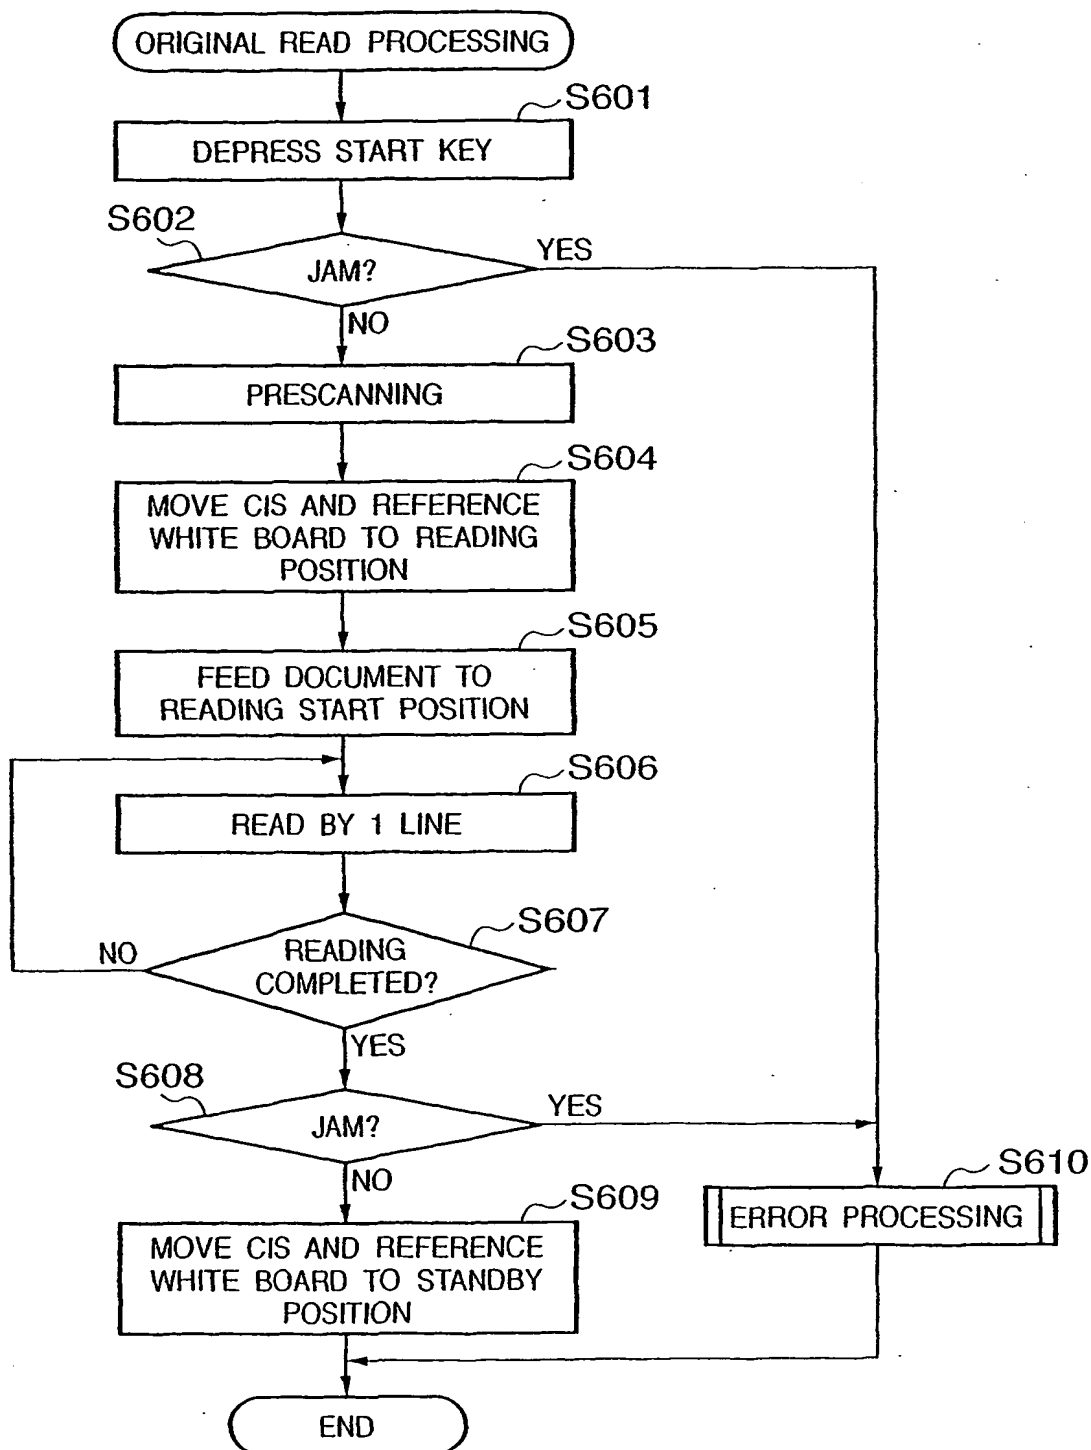 ORIGINAL READ PROCESSING
S601
DEPRESS START KEY
S602
JAM?
YES
NO
S603
PRESCANNING
S604
MOVE CIS AND REFERENCE
WHITE BOARD TO READING
POSITION
S605
FEED DOCUMENT TO
READING START POSITION
S606
READ BY 1 LINE
S607
NO
READING
COMPLETED?
YES
S608
JAM?
YES
NO
S609
MOVE CIS AND REFERENCE
WHITE BOARD TO STANDBY
POSITION
S610
ERROR PROCESSING
END